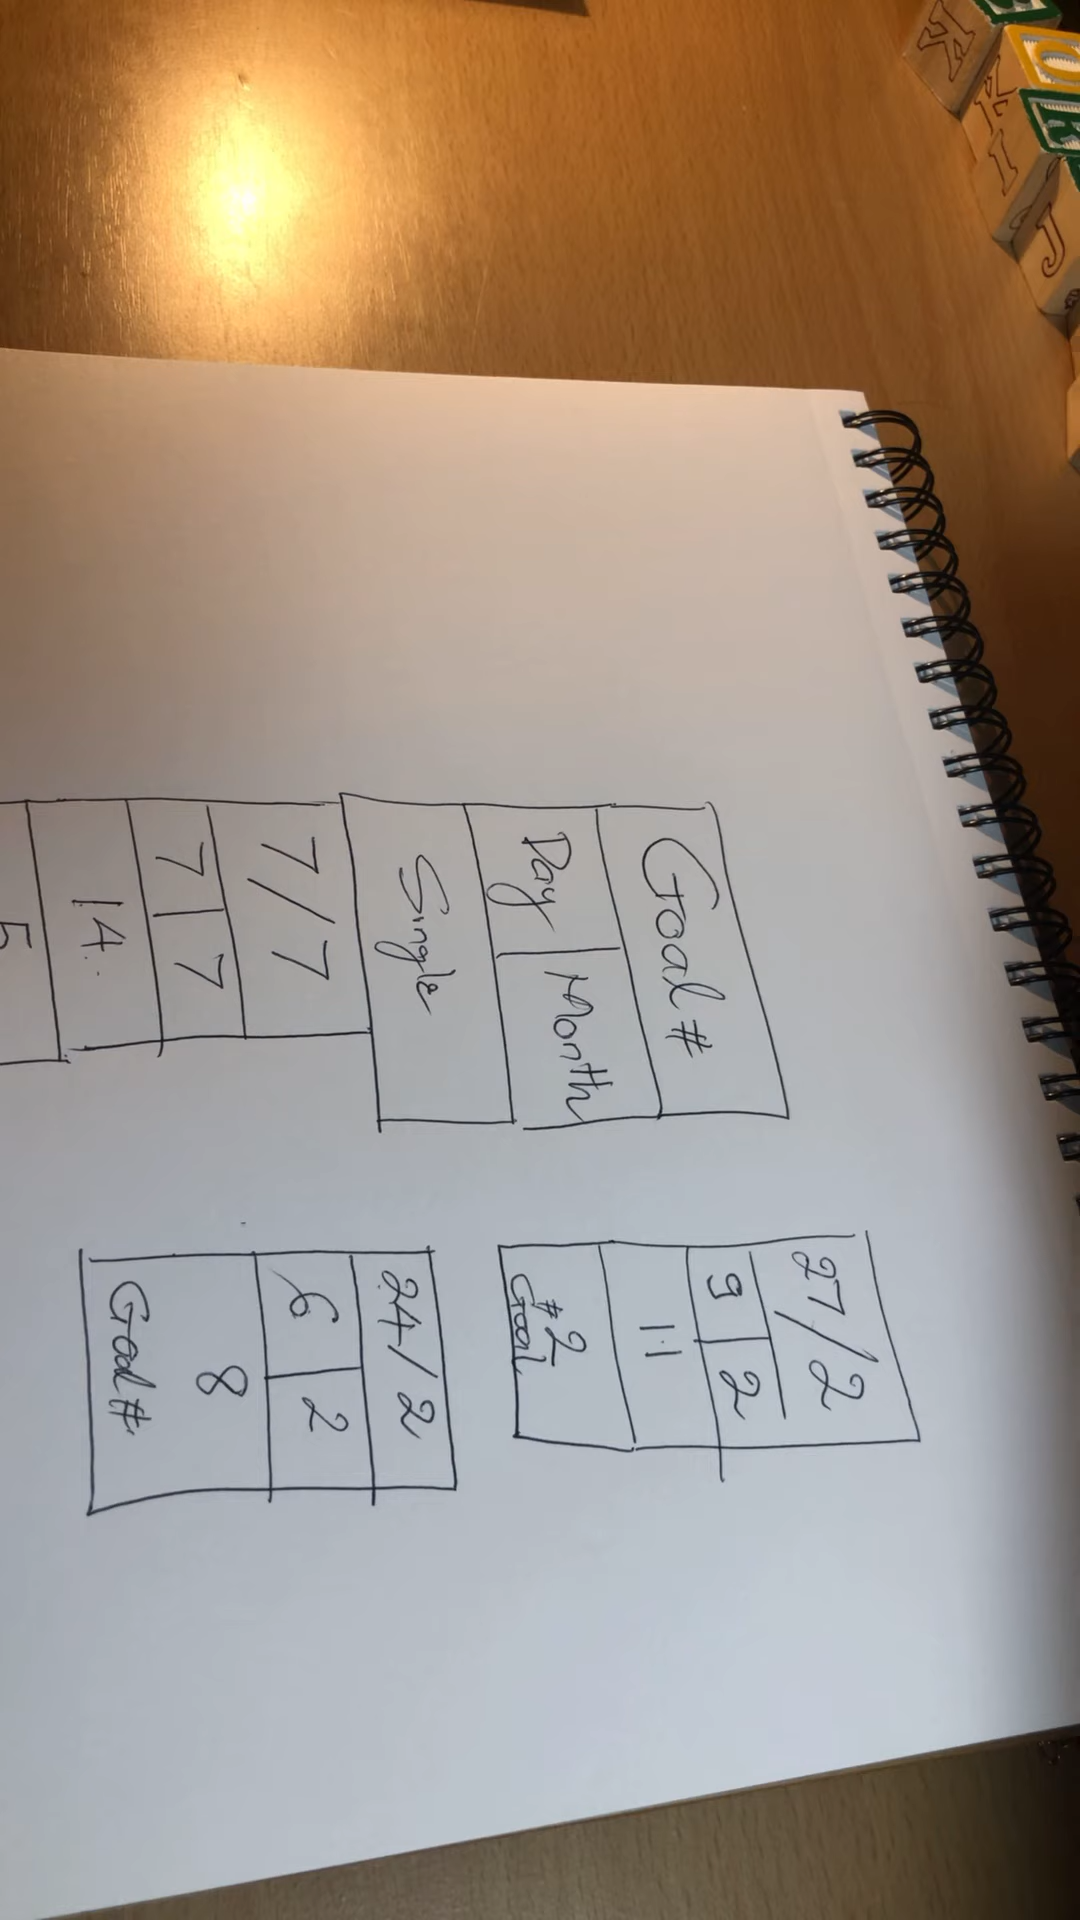 Goal #
Day | Month
Single
7/7
7 | 7
14.
5
27/2
9 | 2
11
# 2
Goal
24/2
6 | 2
8
Goal #
X
O
K
R
I
J